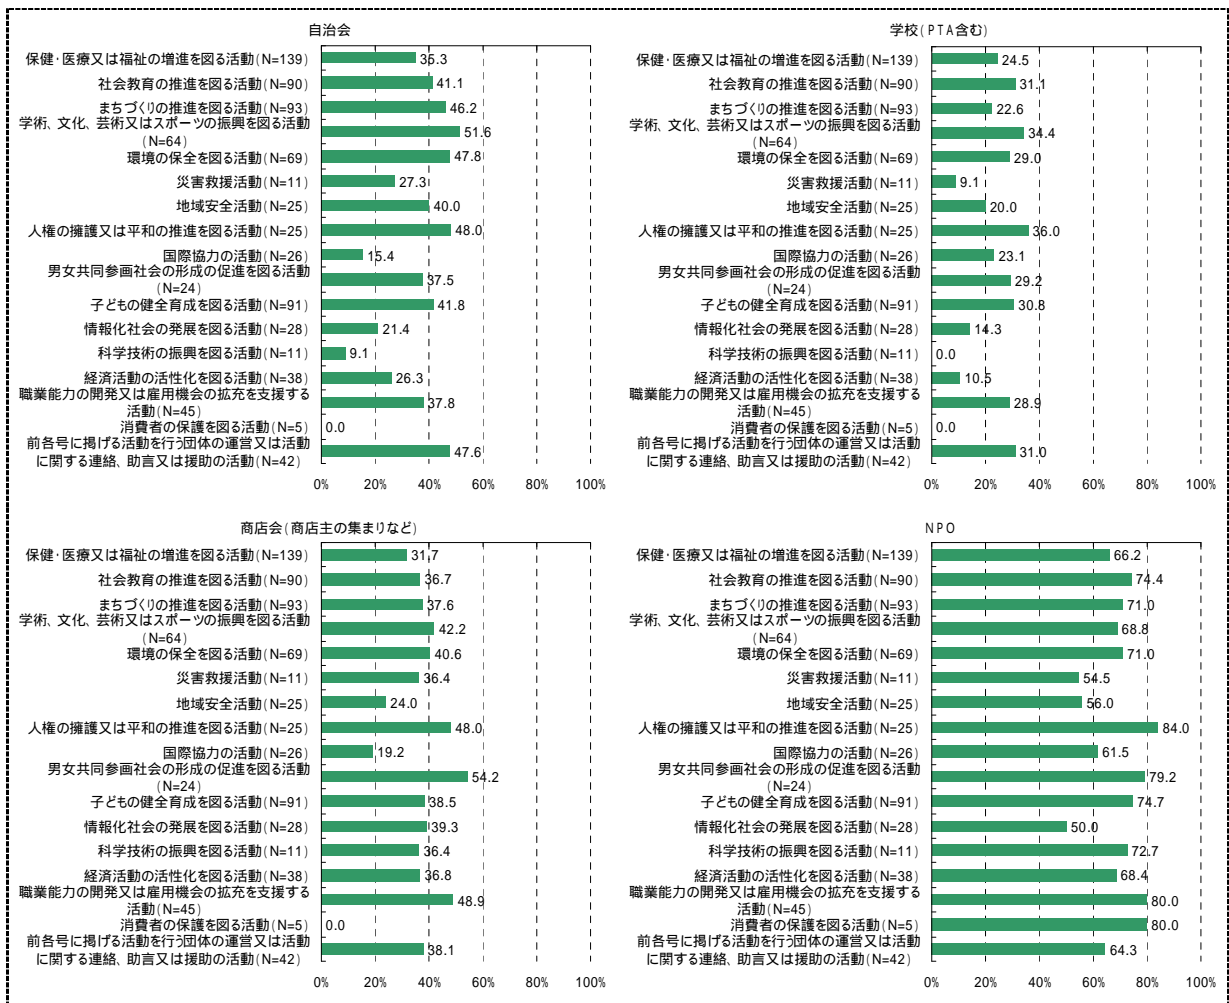 自治会
保健・医療又は福祉の増進を図る活動(N=139) 35.3
社会教育の推進を図る活動(N=90) 41.1
まちづくりの推進を図る活動(N=93) 46.2
学術、文化、芸術又はスポーツの振興を図る活動
(N=64) 51.6
環境の保全を図る活動(N=69) 47.8
災害救援活動(N=11) 27.3
地域安全活動(N=25) 40.0
人権の擁護又は平和の推進を図る活動(N=25) 48.0
国際協力の活動(N=26) 15.4
男女共同参画社会の形成の促進を図る活動
(N=24) 37.5
子どもの健全育成を図る活動(N=91) 41.8
情報化社会の発展を図る活動(N=28) 21.4
科学技術の振興を図る活動(N=11) 9.1
経済活動の活性化を図る活動(N=38) 26.3
職業能力の開発又は雇用機会の拡充を支援する
活動(N=45) 37.8
消費者の保護を図る活動(N=5) 0.0
前各号に掲げる活動を行う団体の運営又は活動
に関する連絡、助言又は援助の活動(N=42) 47.6
0% 20% 40% 60% 80% 100%
学校(PTA含む)
保健・医療又は福祉の増進を図る活動(N=139) 24.5
社会教育の推進を図る活動(N=90) 31.1
まちづくりの推進を図る活動(N=93) 22.6
学術、文化、芸術又はスポーツの振興を図る活動
(N=64) 34.4
環境の保全を図る活動(N=69) 29.0
災害救援活動(N=11) 9.1
地域安全活動(N=25) 20.0
人権の擁護又は平和の推進を図る活動(N=25) 36.0
国際協力の活動(N=26) 23.1
男女共同参画社会の形成の促進を図る活動
(N=24) 29.2
子どもの健全育成を図る活動(N=91) 30.8
情報化社会の発展を図る活動(N=28) 14.3
科学技術の振興を図る活動(N=11) 0.0
経済活動の活性化を図る活動(N=38) 10.5
職業能力の開発又は雇用機会の拡充を支援する
活動(N=45) 28.9
消費者の保護を図る活動(N=5) 0.0
前各号に掲げる活動を行う団体の運営又は活動
に関する連絡、助言又は援助の活動(N=42) 31.0
0% 20% 40% 60% 80% 100%
商店会(商店主の集まりなど)
保健・医療又は福祉の増進を図る活動(N=139) 31.7
社会教育の推進を図る活動(N=90) 36.7
まちづくりの推進を図る活動(N=93) 37.6
学術、文化、芸術又はスポーツの振興を図る活動
(N=64) 42.2
環境の保全を図る活動(N=69) 40.6
災害救援活動(N=11) 36.4
地域安全活動(N=25) 24.0
人権の擁護又は平和の推進を図る活動(N=25) 48.0
国際協力の活動(N=26) 19.2
男女共同参画社会の形成の促進を図る活動
(N=24) 54.2
子どもの健全育成を図る活動(N=91) 38.5
情報化社会の発展を図る活動(N=28) 39.3
科学技術の振興を図る活動(N=11) 36.4
経済活動の活性化を図る活動(N=38) 36.8
職業能力の開発又は雇用機会の拡充を支援する
活動(N=45) 48.9
消費者の保護を図る活動(N=5) 0.0
前各号に掲げる活動を行う団体の運営又は活動
に関する連絡、助言又は援助の活動(N=42) 38.1
0% 20% 40% 60% 80% 100%
NPO
保健・医療又は福祉の増進を図る活動(N=139) 66.2
社会教育の推進を図る活動(N=90) 74.4
まちづくりの推進を図る活動(N=93) 71.0
学術、文化、芸術又はスポーツの振興を図る活動
(N=64) 68.8
環境の保全を図る活動(N=69) 71.0
災害救援活動(N=11) 54.5
地域安全活動(N=25) 56.0
人権の擁護又は平和の推進を図る活動(N=25) 84.0
国際協力の活動(N=26) 61.5
男女共同参画社会の形成の促進を図る活動
(N=24) 79.2
子どもの健全育成を図る活動(N=91) 74.7
情報化社会の発展を図る活動(N=28) 50.0
科学技術の振興を図る活動(N=11) 72.7
経済活動の活性化を図る活動(N=38) 68.4
職業能力の開発又は雇用機会の拡充を支援する
活動(N=45) 80.0
消費者の保護を図る活動(N=5) 80.0
前各号に掲げる活動を行う団体の運営又は活動
に関する連絡、助言又は援助の活動(N=42) 64.3
0% 20% 40% 60% 80% 100%